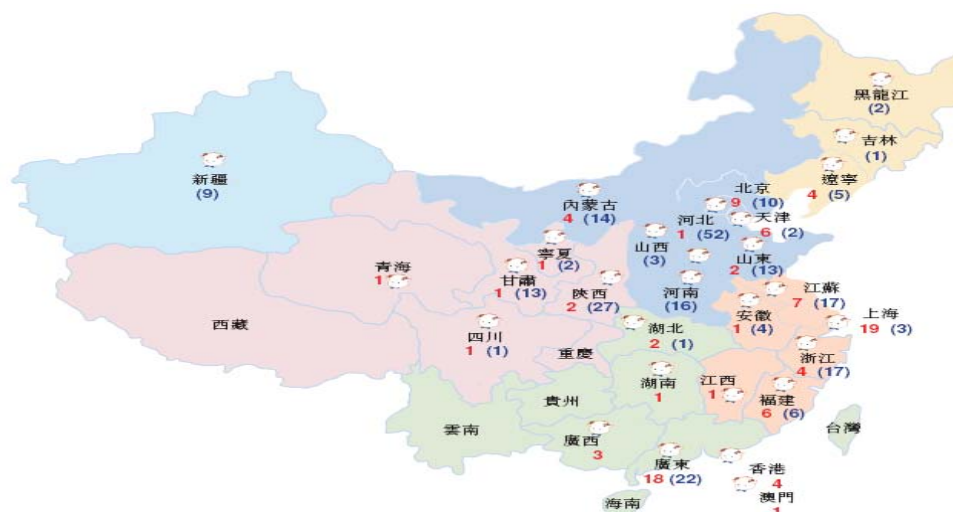 黑龍江
(2)
吉林
(1)
遼寧
4 (5)
新疆
(9)
內蒙古
4 (14)
北京
9 (10)
天津
6 (2)
河北
1 (52)
山西
(3)
山東
2 (13)
寧夏
1 (2)
青海
1
甘肅
1 (13)
陝西
2 (27)
河南
(16)
江蘇
7 (17)
安徽
1 (4)
上海
19 (3)
西藏
四川
1 (1)
重慶
湖北
2 (1)
浙江
4 (17)
湖南
1
江西
1
福建
6 (6)
貴州
雲南
廣西
3
廣東
18 (22)
台灣
香港
4
澳門
1
海南